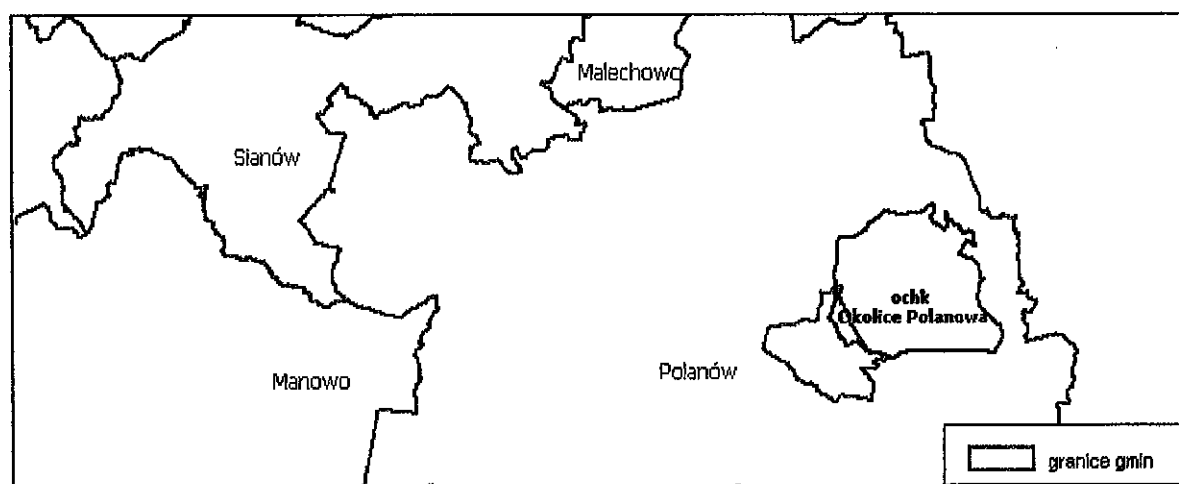 Malechowo
Sianów
ochk
Okolice Polanowa
Manowo
Polanów
granice gmin